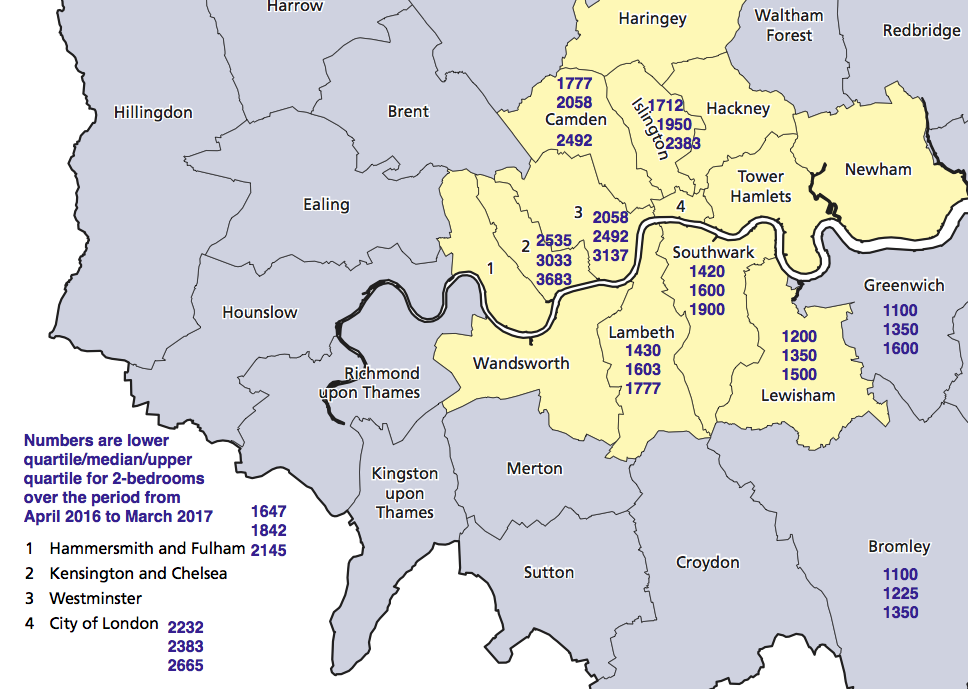 Harrow
Haringey
Waltham
Forest
Redbridge
Hillingdon
Brent
1777
2058
Camden
2492
Islington
1712
1950
2383
Hackney
Tower
Hamlets
Newham
Ealing
3
2058
2492
3137
4
2
2535
3033
3683
1
Southwark
1420
1600
1900
Greenwich
1100
1350
1600
Hounslow
Wandsworth
Lambeth
1430
1603
1777
1200
1350
1500
Lewisham
Richmond
upon Thames
Kingston
upon
Thames
Merton
Sutton
Croydon
Bromley
1100
1225
1350
Numbers are lower
quartile/median/upper
quartile for 2-bedrooms
over the period from
April 2016 to March 2017
1647
1842
1 Hammersmith and Fulham 2145
2 Kensington and Chelsea
3 Westminster
4 City of London 2232
2383
2665